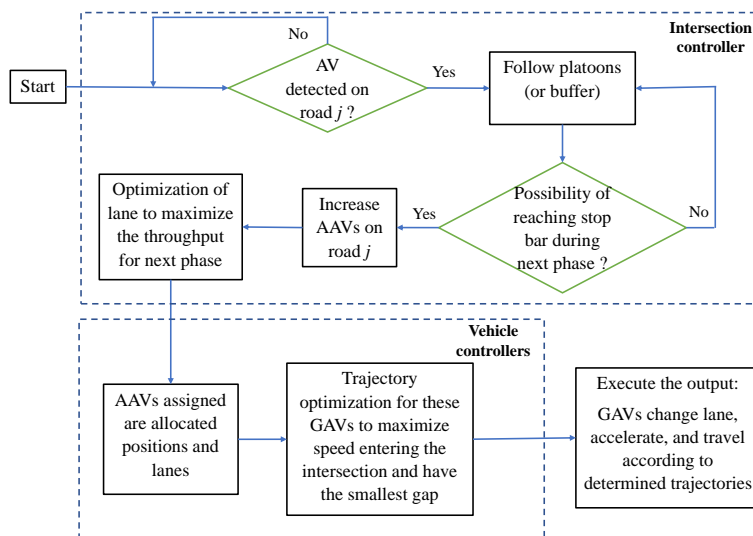 Intersection
controller
Start
No
AV
detected on
road j ?
Yes
Follow platoons
(or buffer)
Possibility of
reaching stop
bar during
next phase ?
No
Yes
Increase
AAVs on
road j
Optimization of
lane to maximize
the throughput
for next phase
Vehicle
controllers
AAVs assigned
are allocated
positions and
lanes
Trajectory
optimization for these
GAVs to maximize
speed entering the
intersection and have
the smallest gap
Execute the output:
GAVs change lane,
accelerate, and travel
according to
determined trajectories.